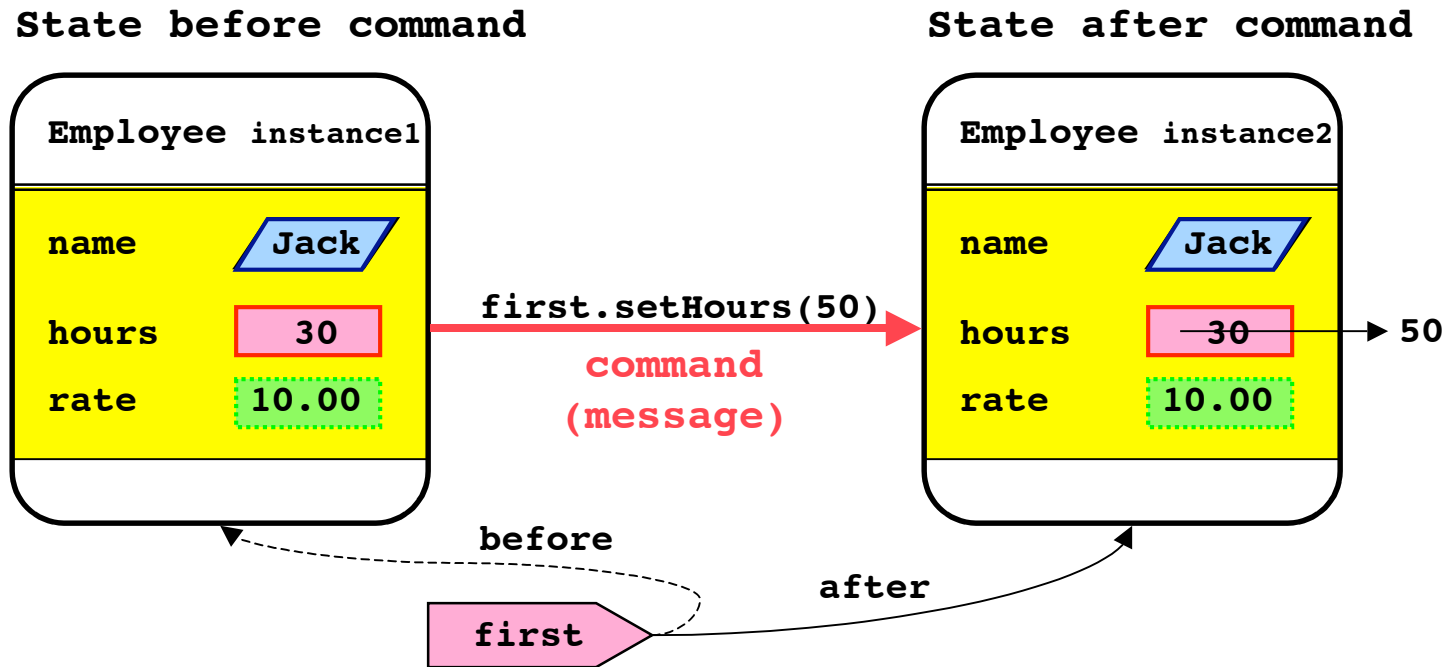 State before command
State after command
Employee instance1
name Jack
hours 30
rate 10.00
first.setHours(50)
command
(message)
Employee instance2
name Jack
hours 30 50
rate 10.00
before
after
first